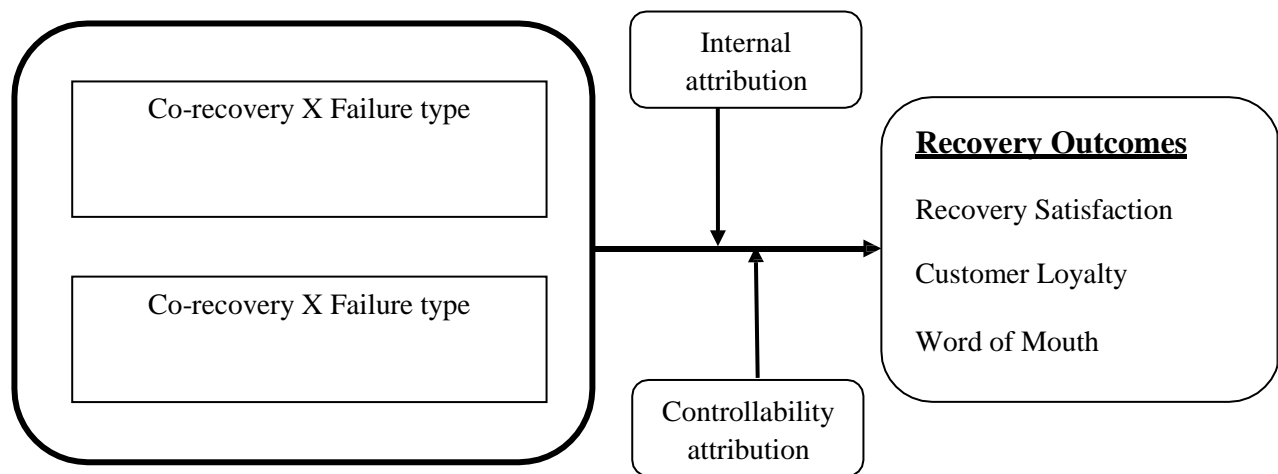 Co-recovery X Failure type
Co-recovery X Failure type
Internal
attribution
Controllability
attribution
Recovery Outcomes
Recovery Satisfaction
Customer Loyalty
Word of Mouth